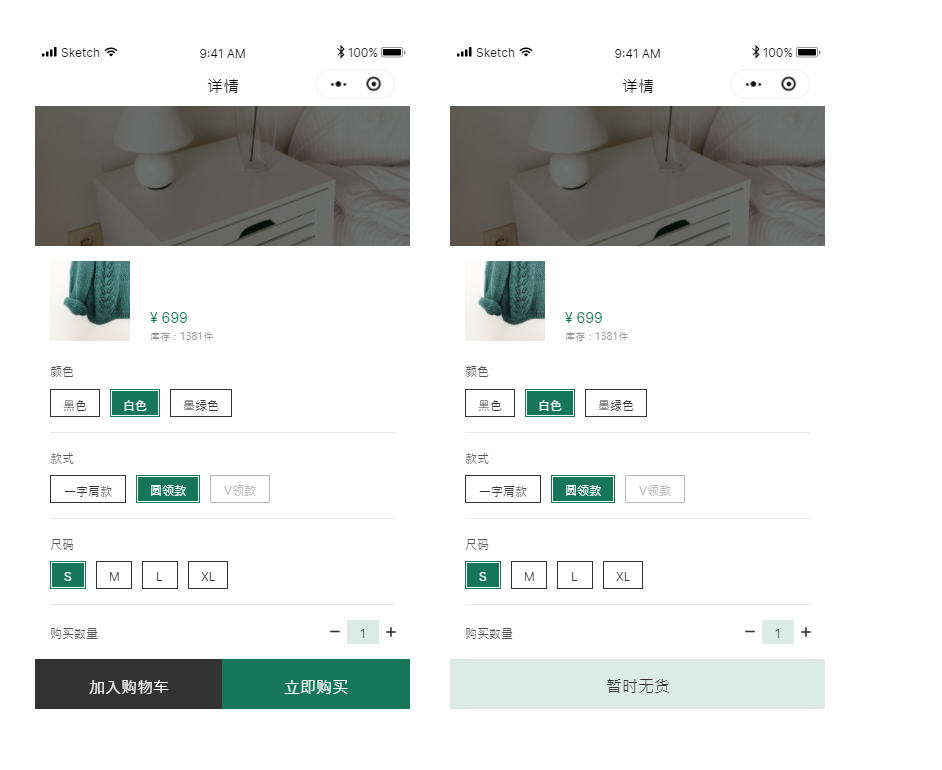 Sketch 9:41 AM 100%
详情
¥ 699
库存：1381件
颜色
黑色 白色 墨绿色
款式
一字肩款 圆领款 V领款
尺码
S M L XL
购买数量 1
加入购物车 立即购买
Sketch 9:41 AM 100%
详情
¥ 699
库存：1381件
颜色
黑色 白色 墨绿色
款式
一字肩款 圆领款 V领款
尺码
S M L XL
购买数量 1
暂时无货